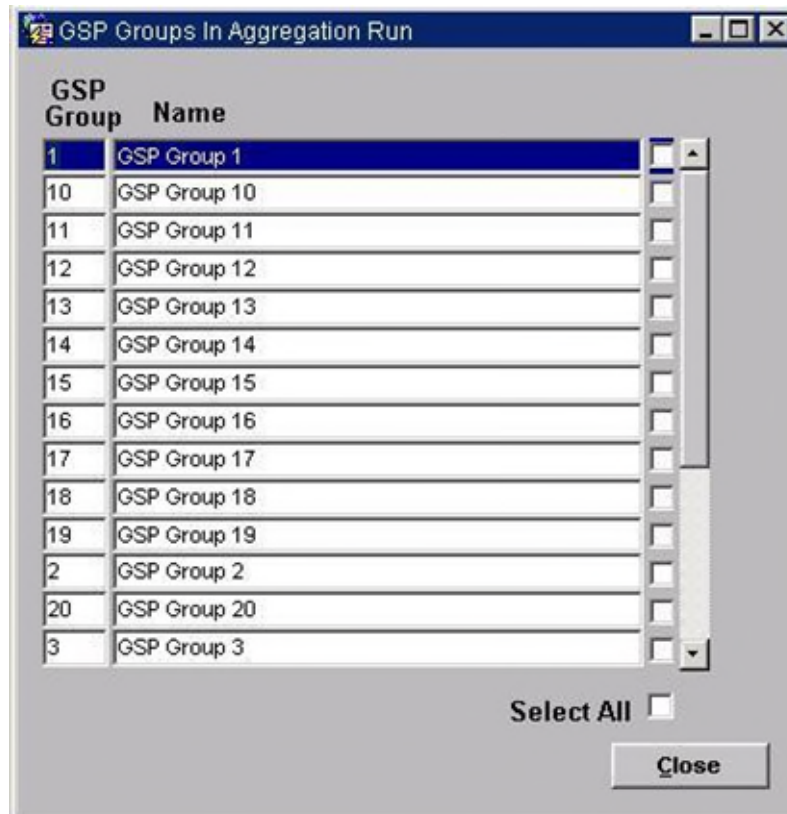 GSP Groups In Aggregation Run
GSP
Group Name
1 GSP Group 1
10 GSP Group 10
11 GSP Group 11
12 GSP Group 12
13 GSP Group 13
14 GSP Group 14
15 GSP Group 15
16 GSP Group 16
17 GSP Group 17
18 GSP Group 18
19 GSP Group 19
2 GSP Group 2
20 GSP Group 20
3 GSP Group 3
Select All
Close